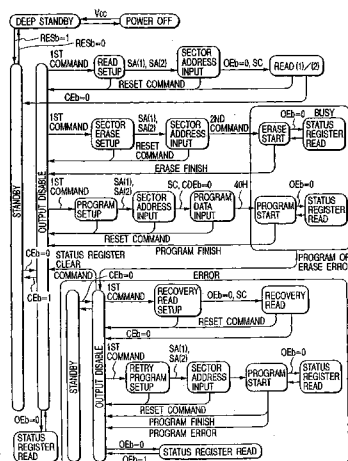 DEEP STANDBY
Vcc
POWER OFF
RESb=1
RESb=0
1ST
COMMAND
READ
SETUP
SA(1), SA(2)
SECTOR
ADDRESS
INPUT
OEb=0, SC
READ (1)/(2)
RESET COMMAND
CEb=0
1ST
COMMAND
SECTOR
ERASE
SETUP
SA(1),
SA(2)
SECTOR
ADDRESS
INPUT
2ND
COMMAND
ERASE
START
OEb=0
BUSY
STATUS
REGISTER
READ
RESET
COMMAND
ERASE FINISH
STANDBY
OUTPUT DISABLE
1ST
COMMAND
PROGRAM
SETUP
SA(1),
SA(2)
SECTOR
ADDRESS
INPUT
SC, CDEb=0
PROGRAM
DATA
INPUT
40H
PROGRAM
START
OEb=0
STATUS
REGISTER
READ
RESET COMMAND
PROGRAM FINISH
CEb=0
STATUS REGISTER
CLEAR
COMMAND
CEb=1
CEb=0
ERROR
PROGRAM OR
ERASE ERROR
1ST
COMMAND
RECOVERY
READ
SETUP
OEb=0, SC
RECOVERY
READ
RESET COMMAND
CEb=0
STANDBY
OUTPUT DISABLE
1ST
COMMAND
RETRY
PROGRAM
SETUP
SA(1),
SA(2)
SECTOR
ADDRESS
INPUT
PROGRAM
START
OEb=0
STATUS
REGISTER
READ
RESET COMMAND
PROGRAM FINISH
PROGRAM ERROR
OEb=0
STATUS
REGISTER
READ
OEb=0
STATUS REGISTER READ
OEb=1